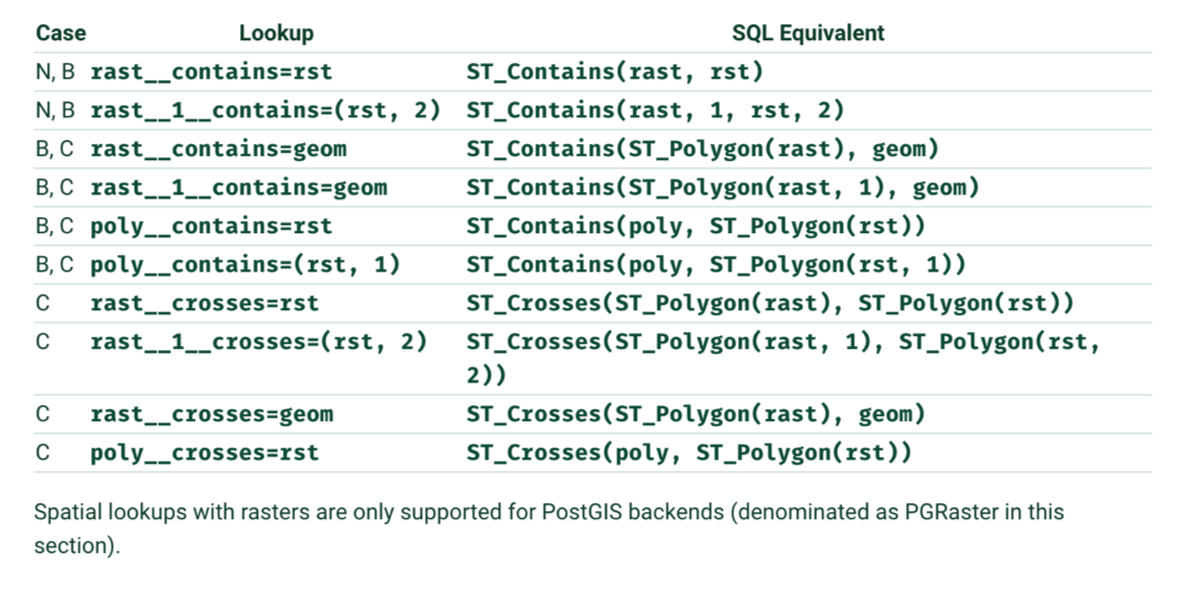 Case Lookup SQL Equivalent
N, B rast__contains=rst ST_Contains(rast, rst)
N, B rast__1__contains=(rst, 2) ST_Contains(rast, 1, rst, 2)
B, C rast__contains=geom ST_Contains(ST_Polygon(rast), geom)
B, C rast__1__contains=geom ST_Contains(ST_Polygon(rast, 1), geom)
B, C poly__contains=rst ST_Contains(poly, ST_Polygon(rst))
B, C poly__contains=(rst, 1) ST_Contains(poly, ST_Polygon(rst, 1))
C rast__crosses=rst ST_Crosses(ST_Polygon(rast), ST_Polygon(rst))
C rast__1__crosses=(rst, 2) ST_Crosses(ST_Polygon(rast, 1), ST_Polygon(rst,
2))
C rast__crosses=geom ST_Crosses(ST_Polygon(rast), geom)
C poly__crosses=rst ST_Crosses(poly, ST_Polygon(rst))
Spatial lookups with rasters are only supported for PostGIS backends (denominated as PGRaster in this
section).